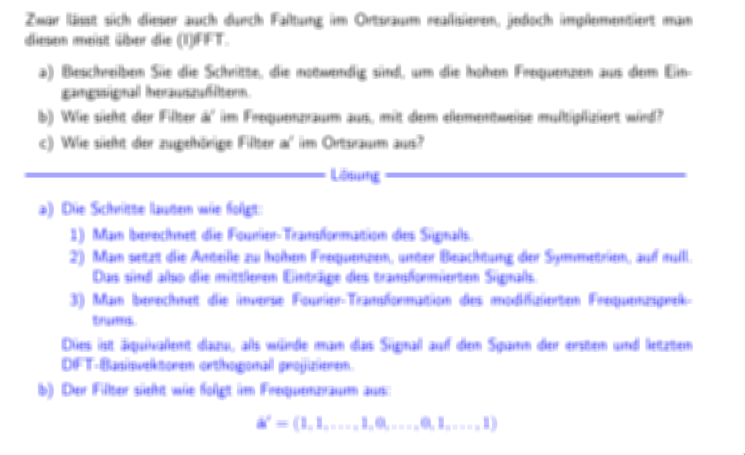 Zwar lässt sich dieser auch durch Faltung im Ortsraum realisieren, jedoch implementiert man
diesen meist über die (I)FFT.
a) Beschreiben Sie die Schritte, die notwendig sind, um die hohen Frequenzen aus dem Ein-
gangssignal herauszufiltern.
b) Wie sieht der Filter â′ im Frequenzraum aus, mit dem elementweise multipliziert wird?
c) Wie sieht der zugehörige Filter a′ im Ortsraum aus?
Lösung
a) Die Schritte lauten wie folgt:
1) Man berechnet die Fourier-Transformation des Signals.
2) Man setzt die Anteile zu hohen Frequenzen, unter Beachtung der Symmetrien, auf null.
Das sind also die mittleren Einträge des transformierten Signals.
3) Man berechnet die inverse Fourier-Transformation des modifizierten Frequenzsprek-
trums.
Dies ist äquivalent dazu, als würde man das Signal auf den Spann der ersten und letzten
DFT-Basisvektoren orthogonal projizieren.
b) Der Filter sieht wie folgt im Frequenzraum aus:
â′ = (1, 1, . . . , 1, 0, . . . , 0, 1, . . . , 1)